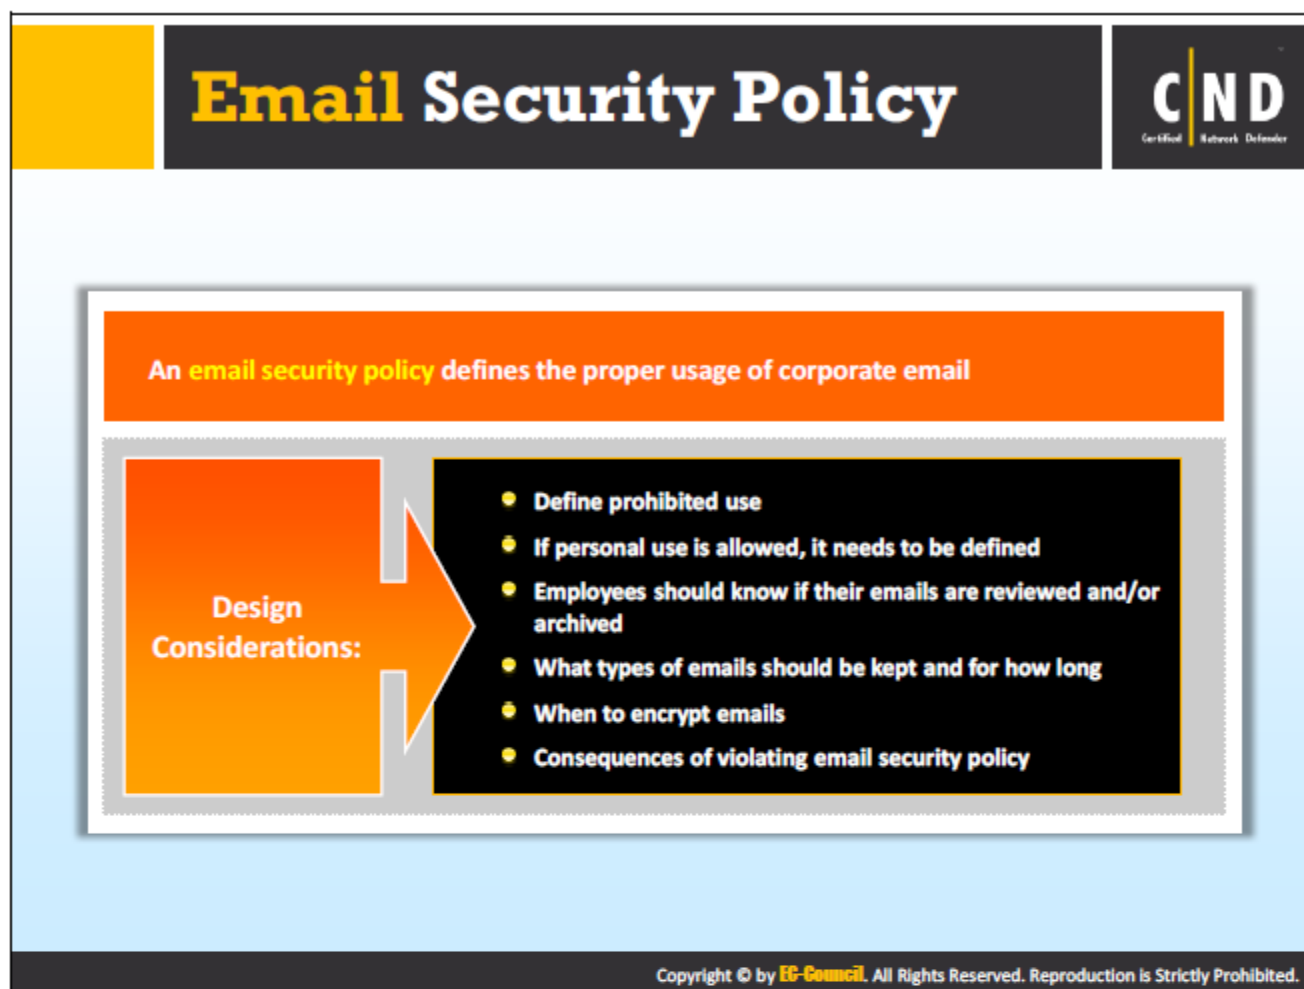 Email Security Policy
C ND
Certified Network Defender
An email security policy defines the proper usage of corporate email
Design
Considerations:
Define prohibited use
If personal use is allowed, it needs to be defined
Employees should know if their emails are reviewed and/or
archived
What types of emails should be kept and for how long
When to encrypt emails
Consequences of violating email security policy
Copyright © by EC-Council. All Rights Reserved. Reproduction is Strictly Prohibited.